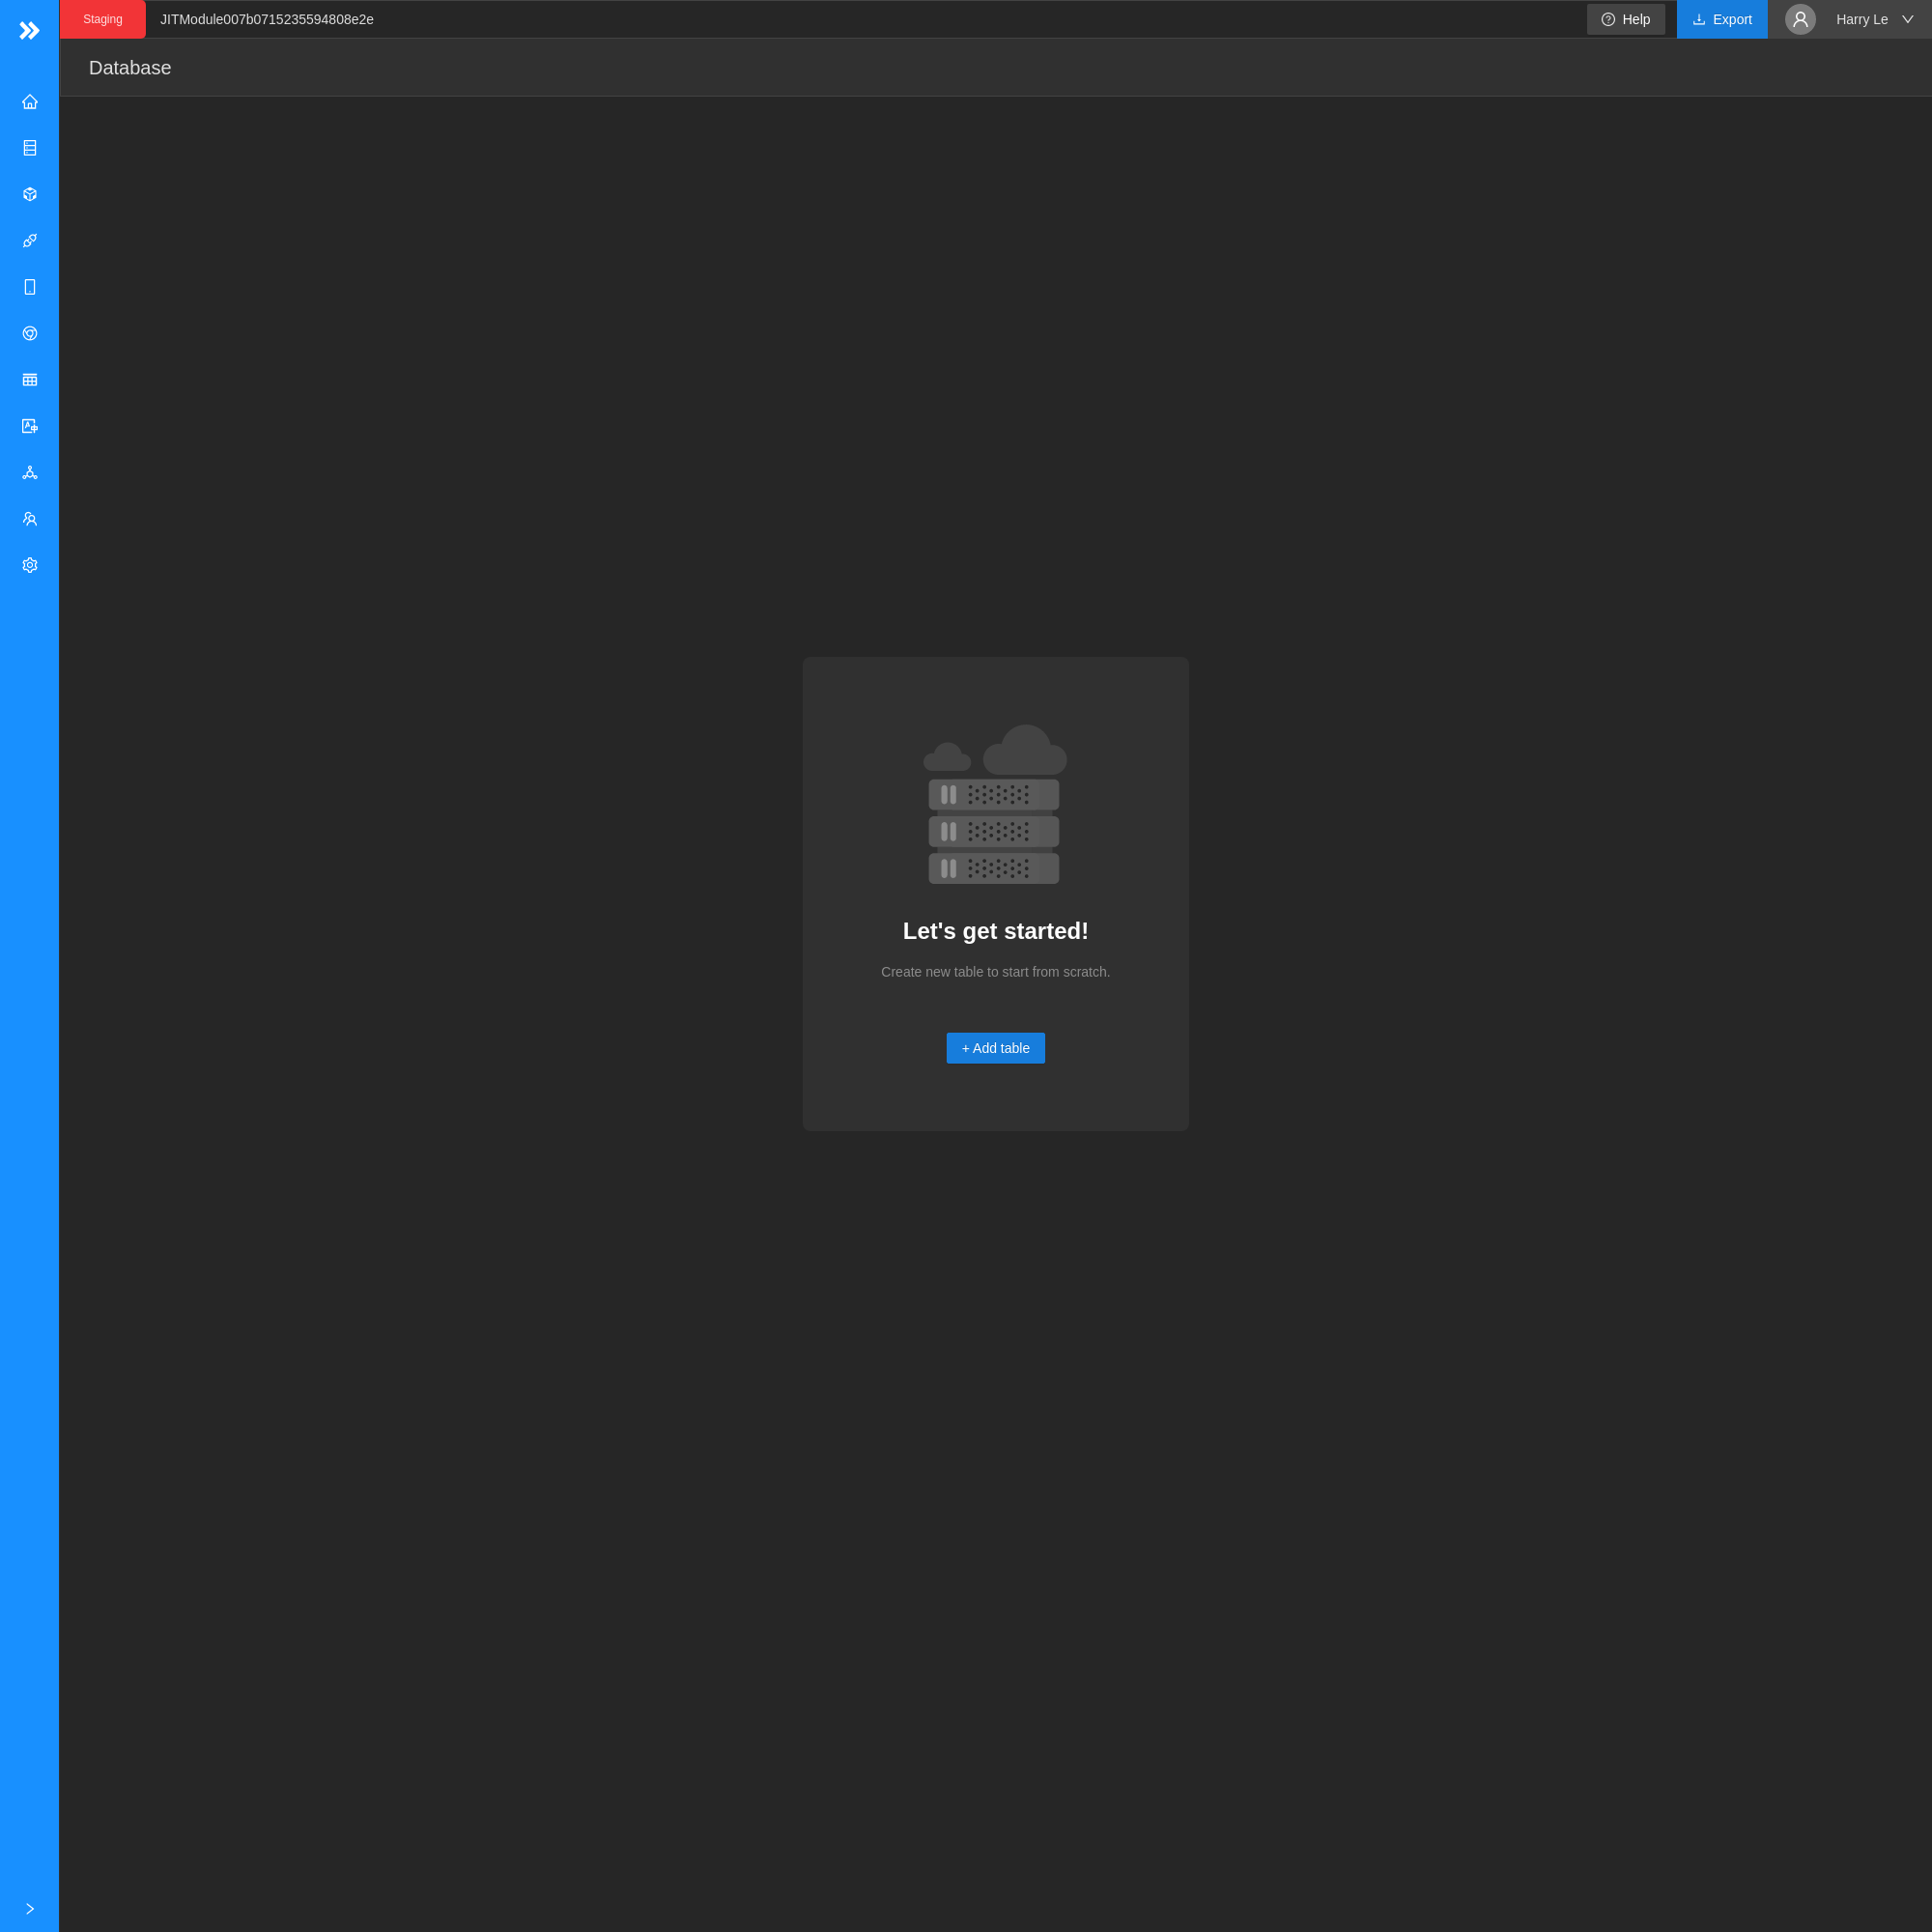 Staging
JITModule007b0715235594808e2e
Help
Export
Harry Le
Database
Let's get started!
Create new table to start from scratch.
+ Add table